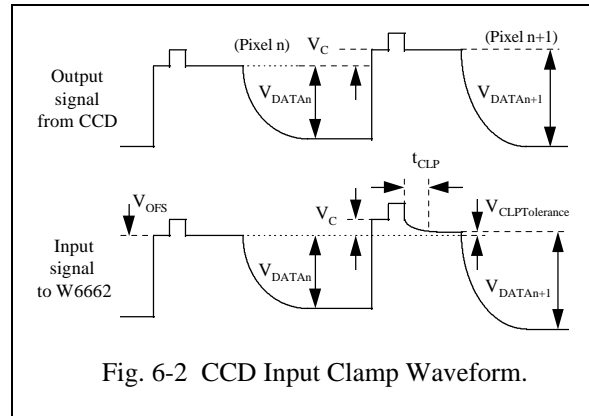 (Pixel n)
V_C
(Pixel n+1)
Output
signal
from CCD
V_DATAn
V_DATAn+1
t_CLP
V_OFS
V_C
V_CLPTolerance
Input
signal
to W6662
V_DATAn
V_DATAn+1
Fig. 6-2 CCD Input Clamp Waveform.